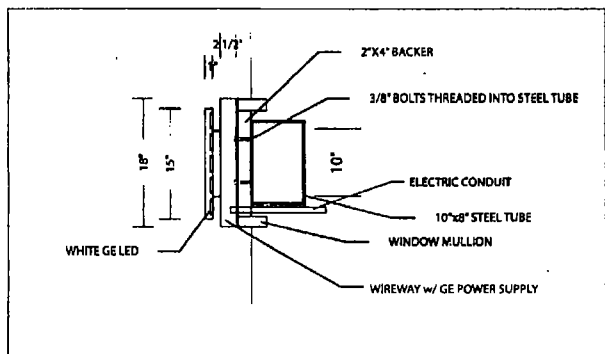 2 1/2"
1"
2"X4" BACKER
3/8" BOLTS THREADED INTO STEEL TUBE
18"
15"
10"
ELECTRIC CONDUIT
10"x8" STEEL TUBE
WHITE GE LED
WINDOW MULLION
WIREWAY w/ GE POWER SUPPLY